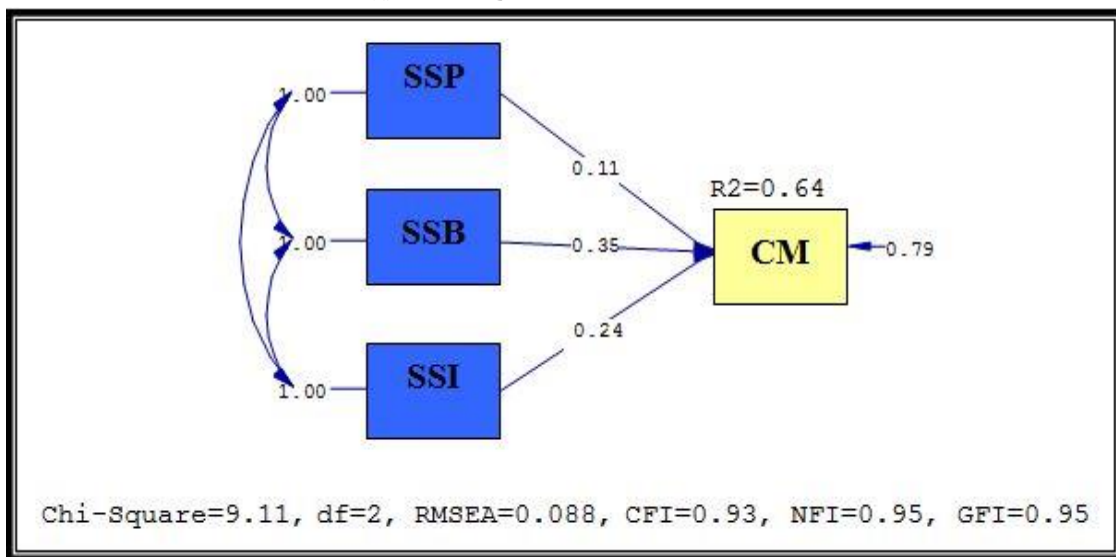 1.00
SSP
0.11
R2=0.64
1.00
SSB
0.35
CM
0.79
0.24
1.00
SSI
Chi-Square=9.11, df=2, RMSEA=0.088, CFI=0.93, NFI=0.95, GFI=0.95